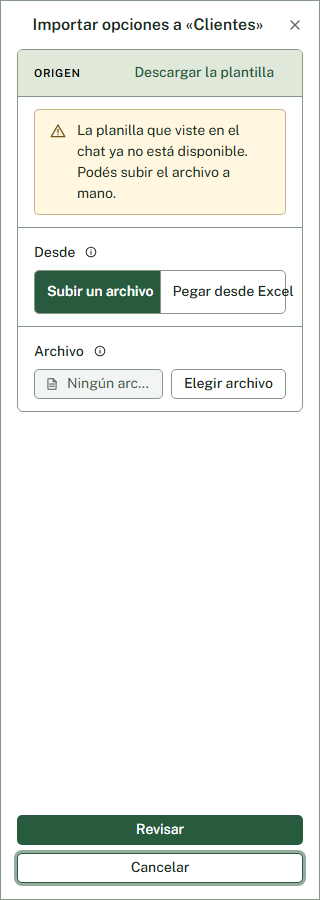 Importar opciones a «Clientes»
ORIGEN
Descargar la plantilla
La planilla que viste en el
chat ya no está disponible.
Podés subir el archivo a
mano.
Desde
Subir un archivo
Pegar desde Excel
Archivo
Ningún arc...
Elegir archivo
Revisar
Cancelar